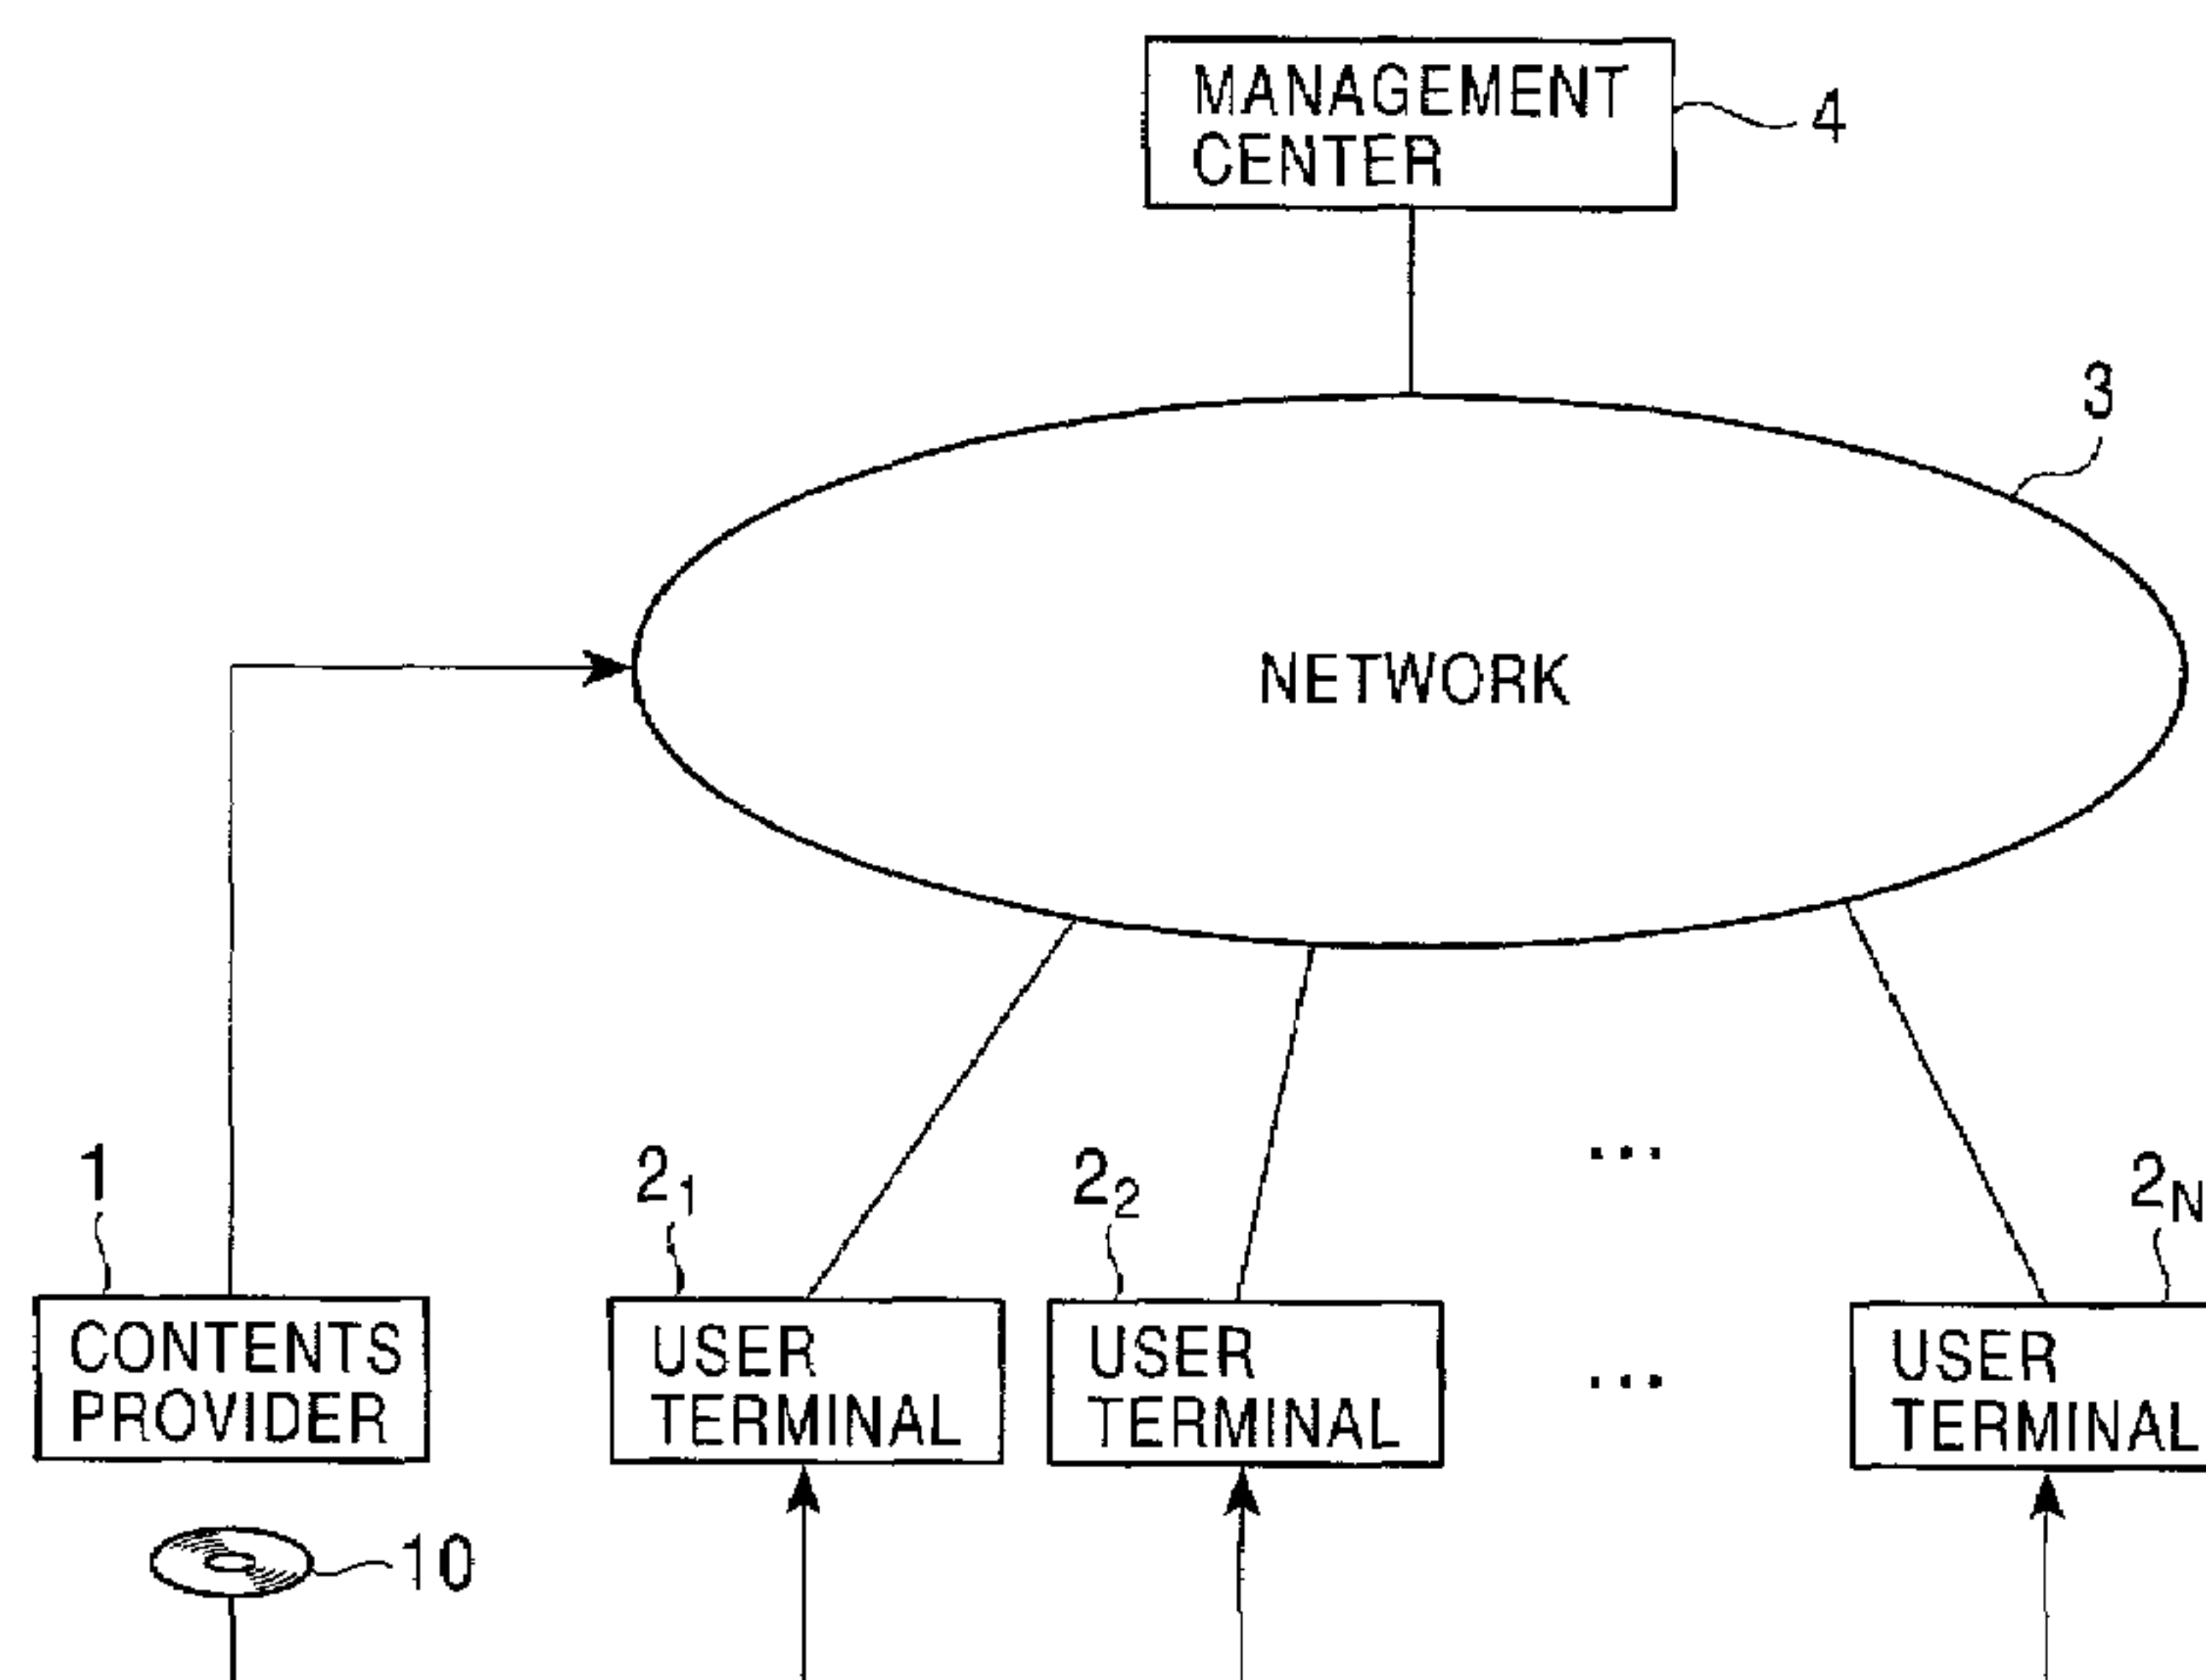 MANAGEMENT
CENTER
4
3
NETWORK
1
2₁
2₂
...
2N
CONTENTS
PROVIDER
USER
TERMINAL
USER
TERMINAL
...
USER
TERMINAL
10